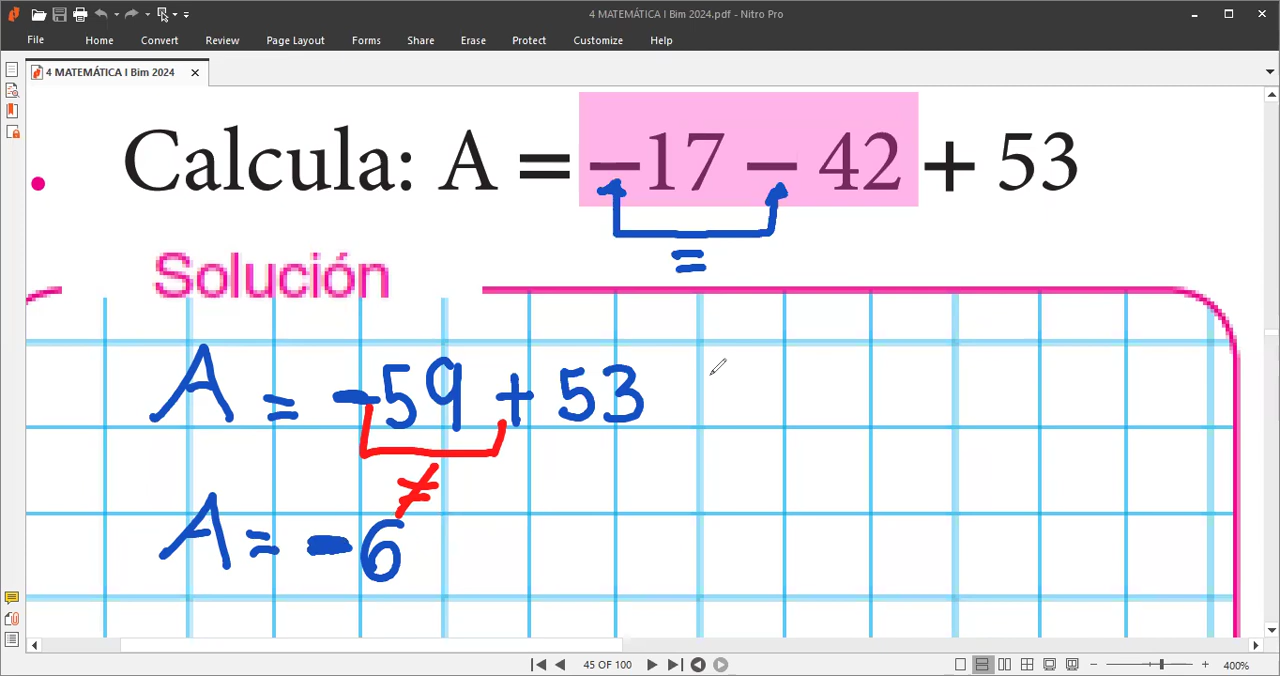 4 MATEMÁTICA I Bim 2024.pdf - Nitro Pro
File Home Convert Review Page Layout Forms Share Erase Protect Customize Help
4 MATEMÁTICA I Bim 2024
Calcula: A = −17 − 42 + 53
=
Solución
A = -59 + 53
≠
A = -6
45 OF 100
400%